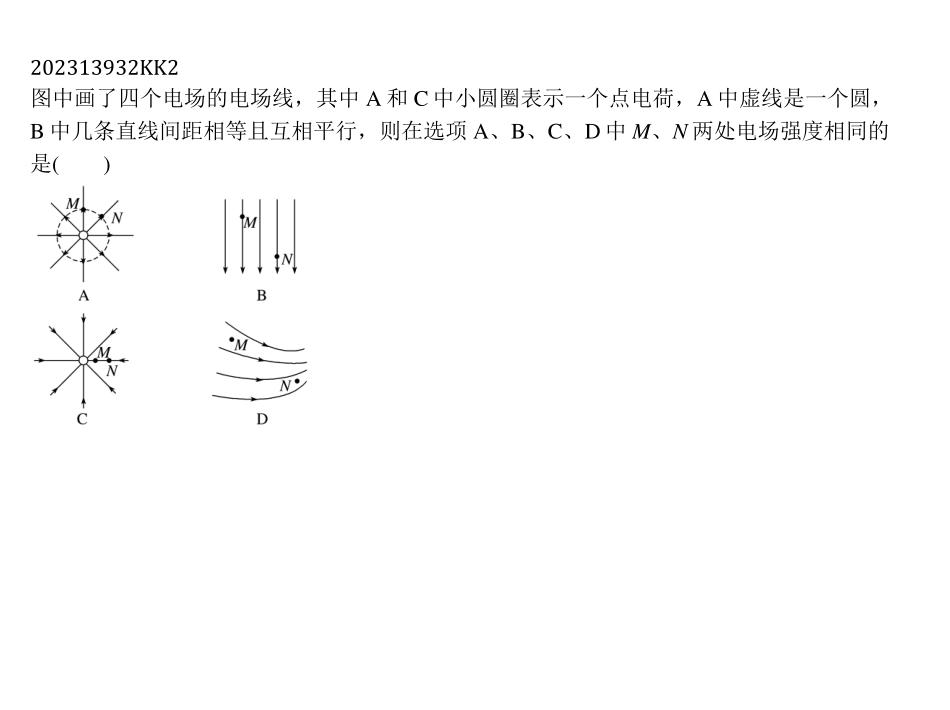 202313932KK2
图中画了四个电场的电场线，其中 A 和 C 中小圆圈表示一个点电荷，A 中虚线是一个圆，
B 中几条直线间距相等且互相平行，则在选项 A、B、C、D 中 M、N 两处电场强度相同的
是(　　)
M
N
A
M
N
B
M
N
C
M
N
D